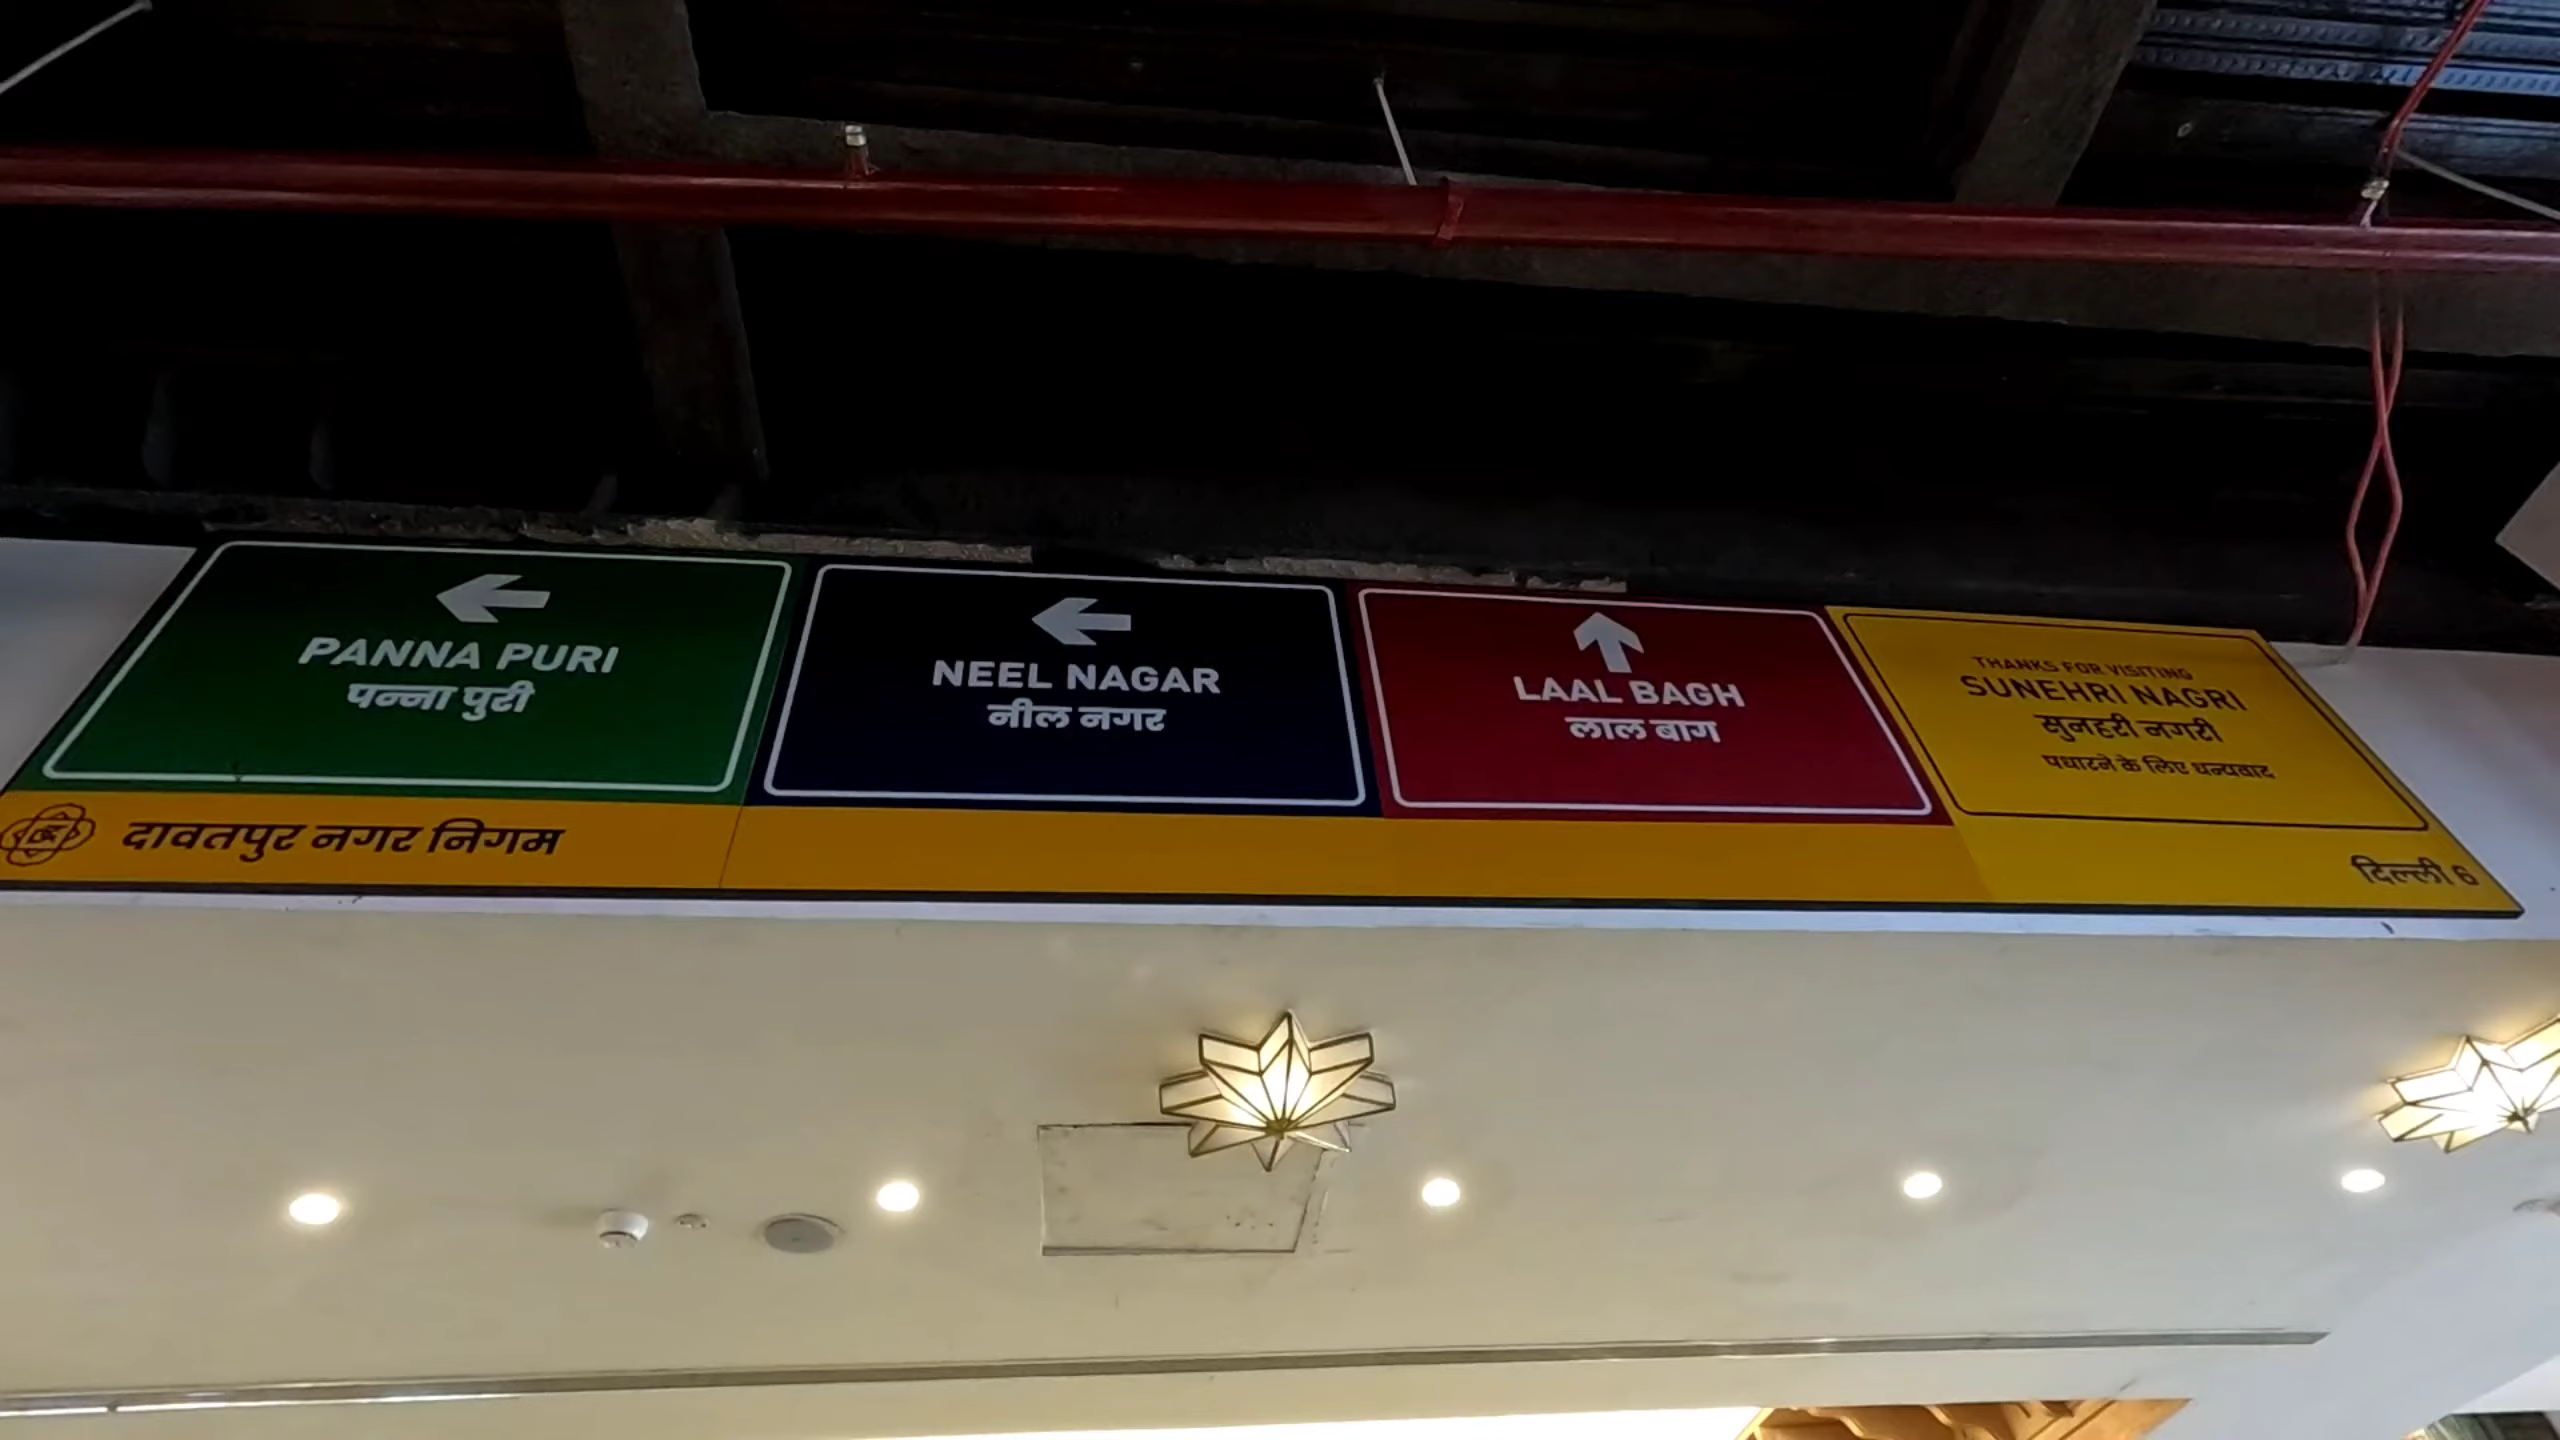 PANNA PURI
पन्ना पुरी
NEEL NAGAR
नील नगर
LAAL BAGH
लाल बाग
THANKS FOR VISITING
SUNEHRI NAGRI
सुनहरी नगरी
पधारने के लिए धन्यवाद
दावतपुर नगर निगम
दिल्ली 6